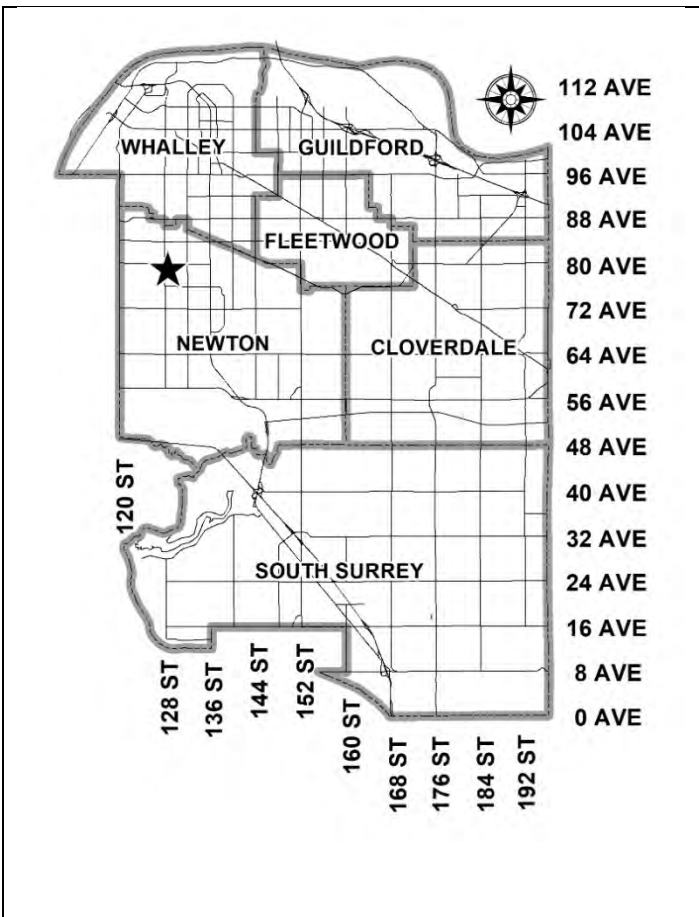 112 AVE
104 AVE
WHALLEY
GUILDFORD
96 AVE
88 AVE
FLEETWOOD
80 AVE
72 AVE
NEWTON
CLOVERDALE
64 AVE
56 AVE
48 AVE
120 ST
40 AVE
32 AVE
SOUTH SURREY
24 AVE
16 AVE
128 ST
136 ST
144 ST
152 ST
8 AVE
160 ST
0 AVE
168 ST
176 ST
184 ST
192 ST